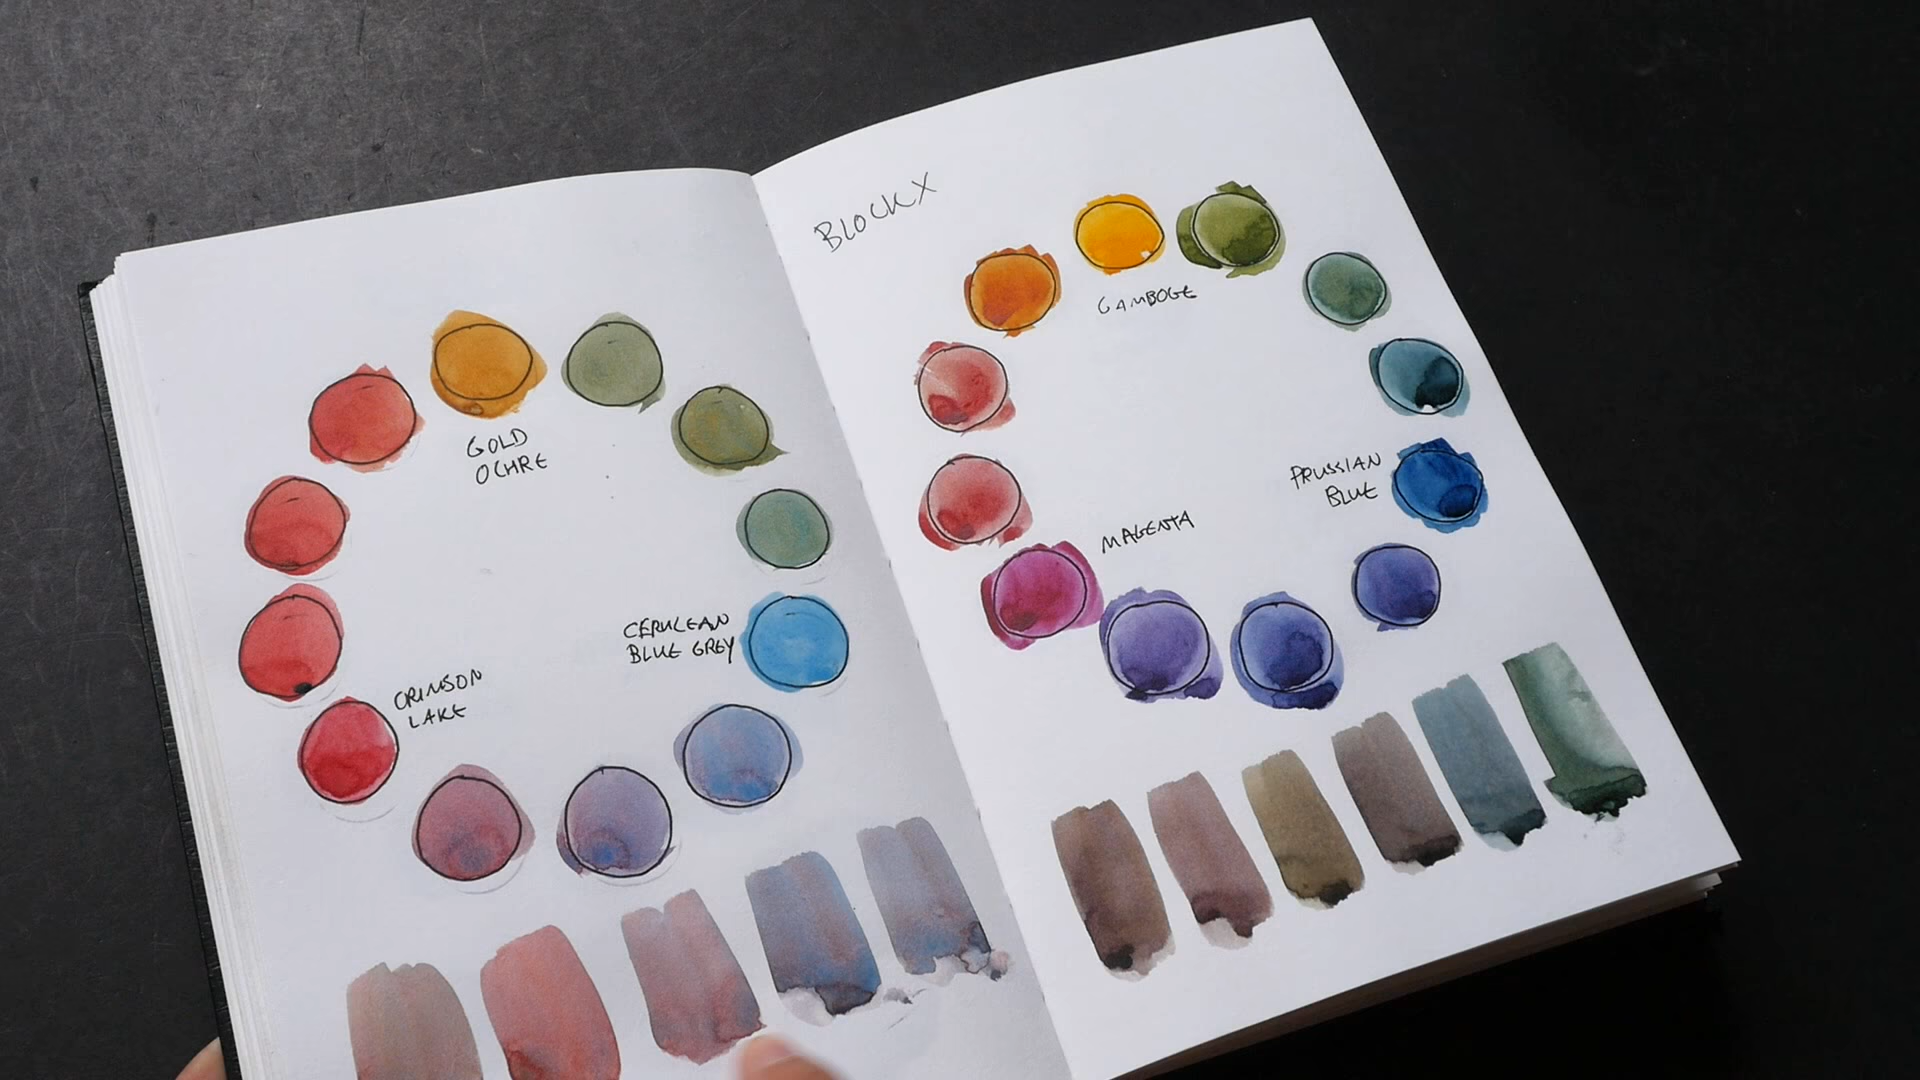 GOLD
OCHRE
CERULEAN
BLUE GREY
CRIMSON
LAKE
BLOCKX
GAMBOGE
PRUSSIAN
BLUE
MAGENTA